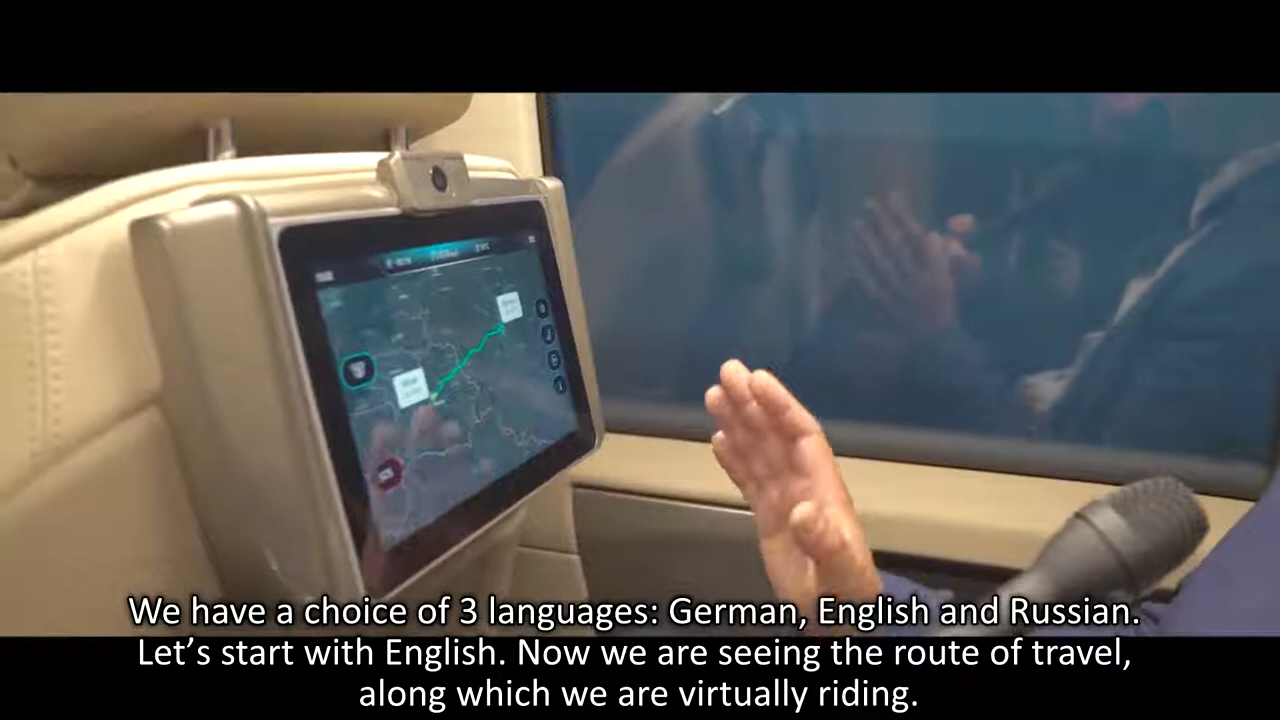 We have a choice of 3 languages: German, English and Russian.
Let’s start with English. Now we are seeing the route of travel,
along which we are virtually riding.